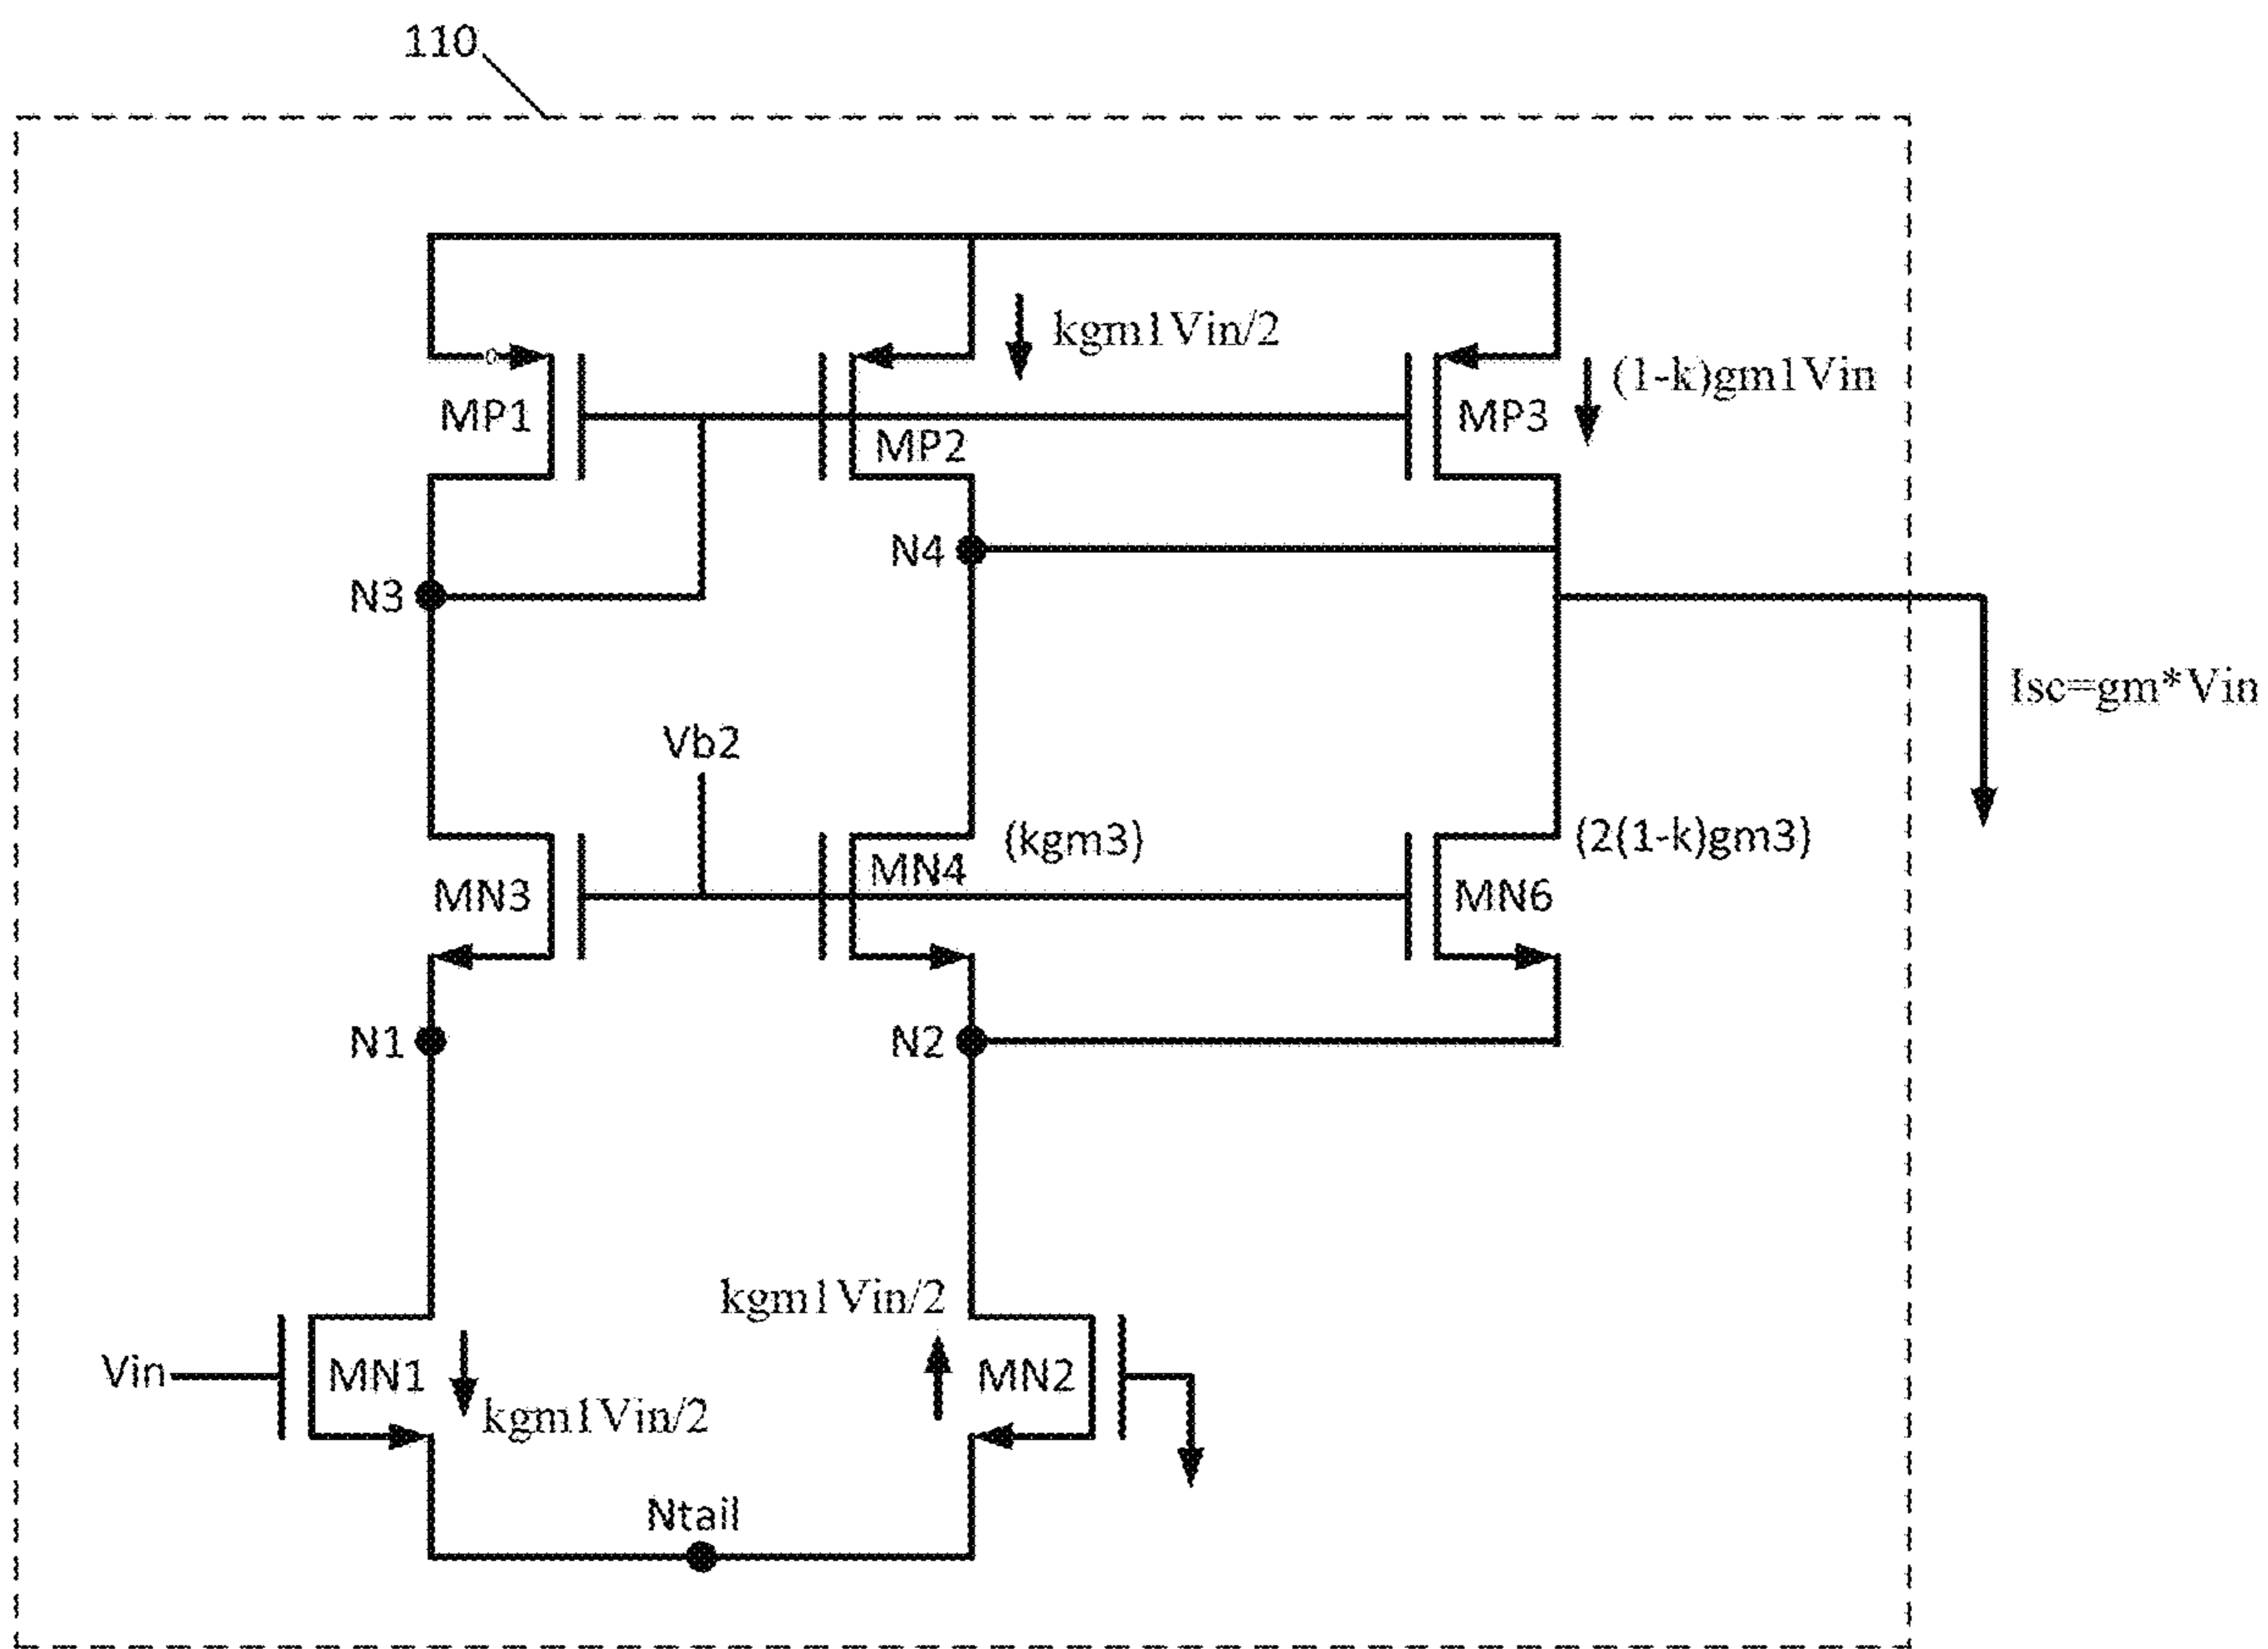 110
kgm1Vin/2
(1-k)gm1Vin
MP1
MP2
MP3
N4
N3
Isc=gm*Vin
Vb2
(kgm3)
(2(1-k)gm3)
MN3
MN4
MN6
N1
N2
kgm1Vin/2
Vin
MN1
MN2
kgm1Vin/2
Ntail